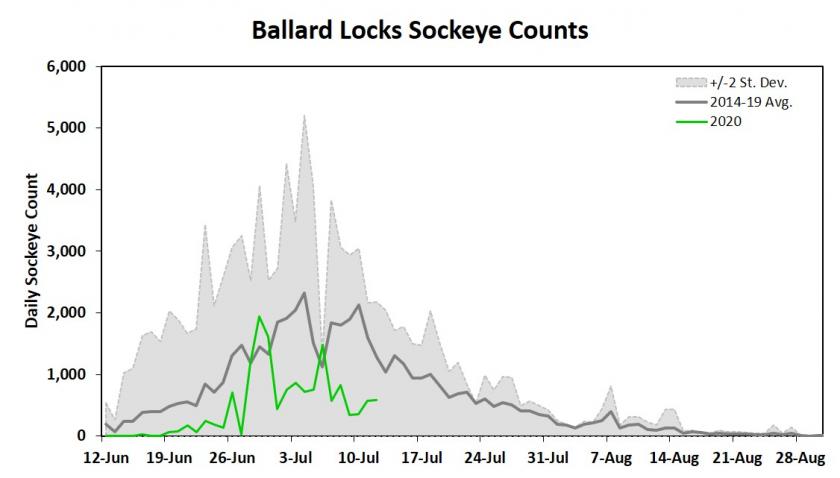 Ballard Locks Sockeye Counts
6,000
5,000
4,000
3,000
2,000
1,000
0
Daily Sockeye Count
+/-2 St. Dev.
2014-19 Avg.
2020
12-Jun 19-Jun 26-Jun 3-Jul 10-Jul 17-Jul 24-Jul 31-Jul 7-Aug 14-Aug 21-Aug 28-Aug